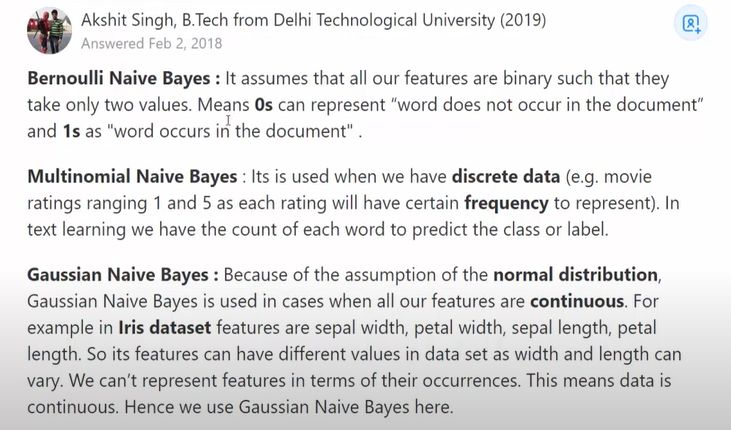 Akshit Singh, B.Tech from Delhi Technological University (2019)
Answered Feb 2, 2018
Bernoulli Naive Bayes : It assumes that all our features are binary such that they
take only two values. Means 0s can represent “word does not occur in the document”
and 1s as "word occurs in the document" .
Multinomial Naive Bayes : Its is used when we have discrete data (e.g. movie
ratings ranging 1 and 5 as each rating will have certain frequency to represent). In
text learning we have the count of each word to predict the class or label.
Gaussian Naive Bayes : Because of the assumption of the normal distribution,
Gaussian Naive Bayes is used in cases when all our features are continuous. For
example in Iris dataset features are sepal width, petal width, sepal length, petal
length. So its features can have different values in data set as width and length can
vary. We can’t represent features in terms of their occurrences. This means data is
continuous. Hence we use Gaussian Naive Bayes here.